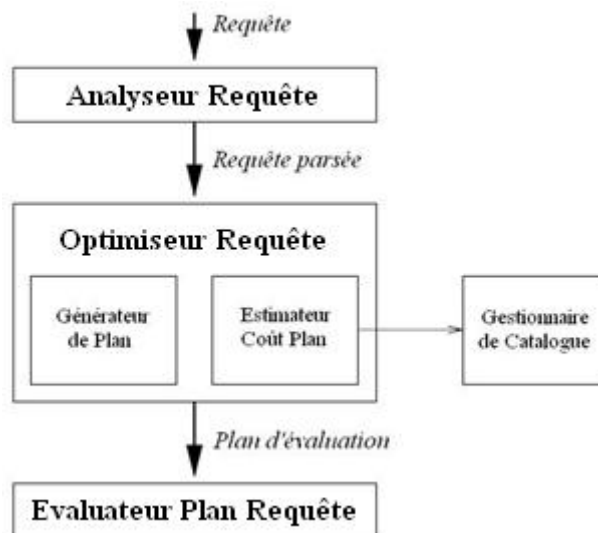 Requête
Analyseur Requête
Requête parsée
Optimiseur Requête
Générateur
de Plan
Estimateur
Coût Plan
Gestionnaire
de Catalogue
Plan d'évaluation
Evaluateur Plan Requête